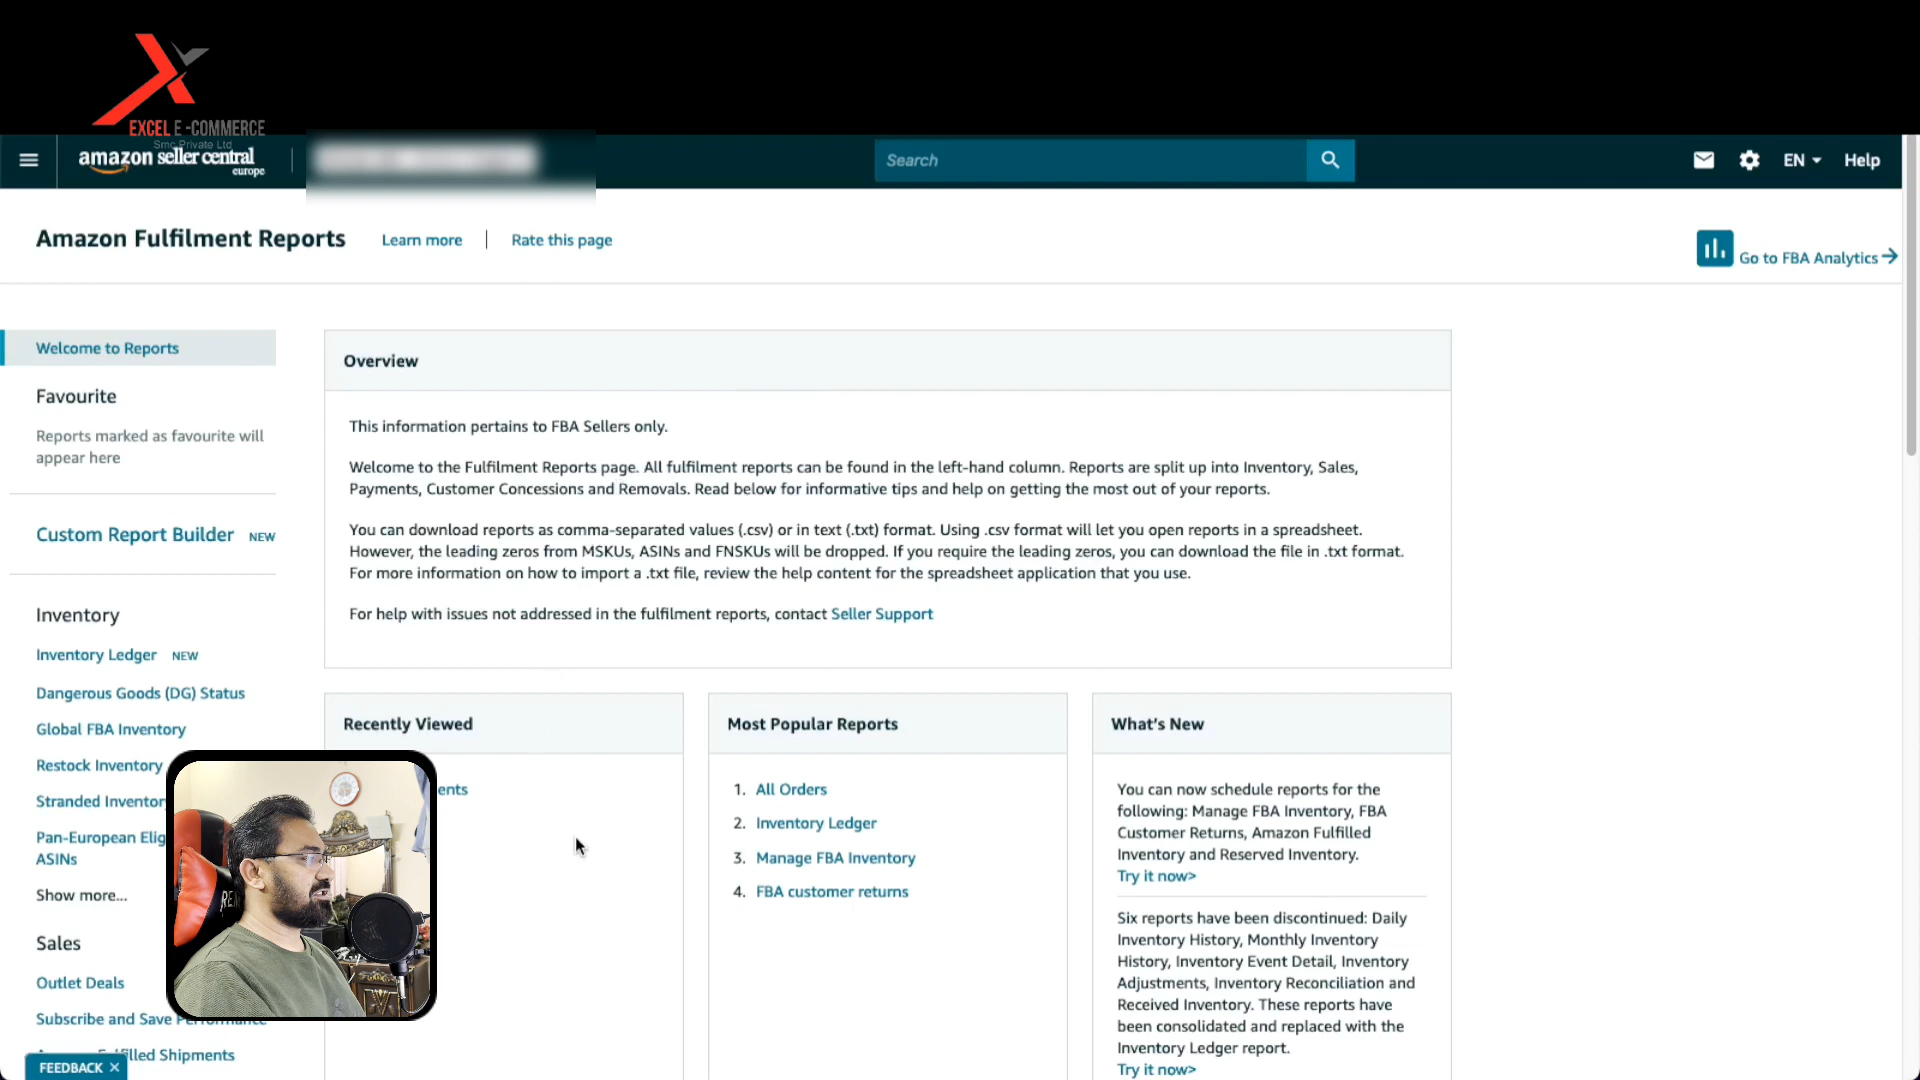 EXCEL E-COMMERCE
Smc Private Ltd
amazon seller central
europe
Search
EN
Help
Amazon Fulfilment Reports
Learn more
Rate this page
Go to FBA Analytics
Welcome to Reports
Favourite
Reports marked as favourite will
appear here
Custom Report Builder NEW
Inventory
Inventory Ledger NEW
Dangerous Goods (DG) Status
Global FBA Inventory
Restock Inventory
Stranded Inventory
Pan-European Elig
ASINs
Show more...
Sales
Outlet Deals
Subscribe and Save Performance
filled Shipments
FEEDBACK ×
Overview
This information pertains to FBA Sellers only.
Welcome to the Fulfilment Reports page. All fulfilment reports can be found in the left-hand column. Reports are split up into Inventory, Sales,
Payments, Customer Concessions and Removals. Read below for informative tips and help on getting the most out of your reports.
You can download reports as comma-separated values (.csv) or in text (.txt) format. Using .csv format will let you open reports in a spreadsheet.
However, the leading zeros from MSKUs, ASINs and FNSKUs will be dropped. If you require the leading zeros, you can download the file in .txt format.
For more information on how to import a .txt file, review the help content for the spreadsheet application that you use.
For help with issues not addressed in the fulfilment reports, contact Seller Support
Recently Viewed
ents
Most Popular Reports
1. All Orders
2. Inventory Ledger
3. Manage FBA Inventory
4. FBA customer returns
What's New
You can now schedule reports for the
following: Manage FBA Inventory, FBA
Customer Returns, Amazon Fulfilled
Inventory and Reserved Inventory.
Try it now>
Six reports have been discontinued: Daily
Inventory History, Monthly Inventory
History, Inventory Event Detail, Inventory
Adjustments, Inventory Reconciliation and
Received Inventory. These reports have
been consolidated and replaced with the
Inventory Ledger report.
Try it now>